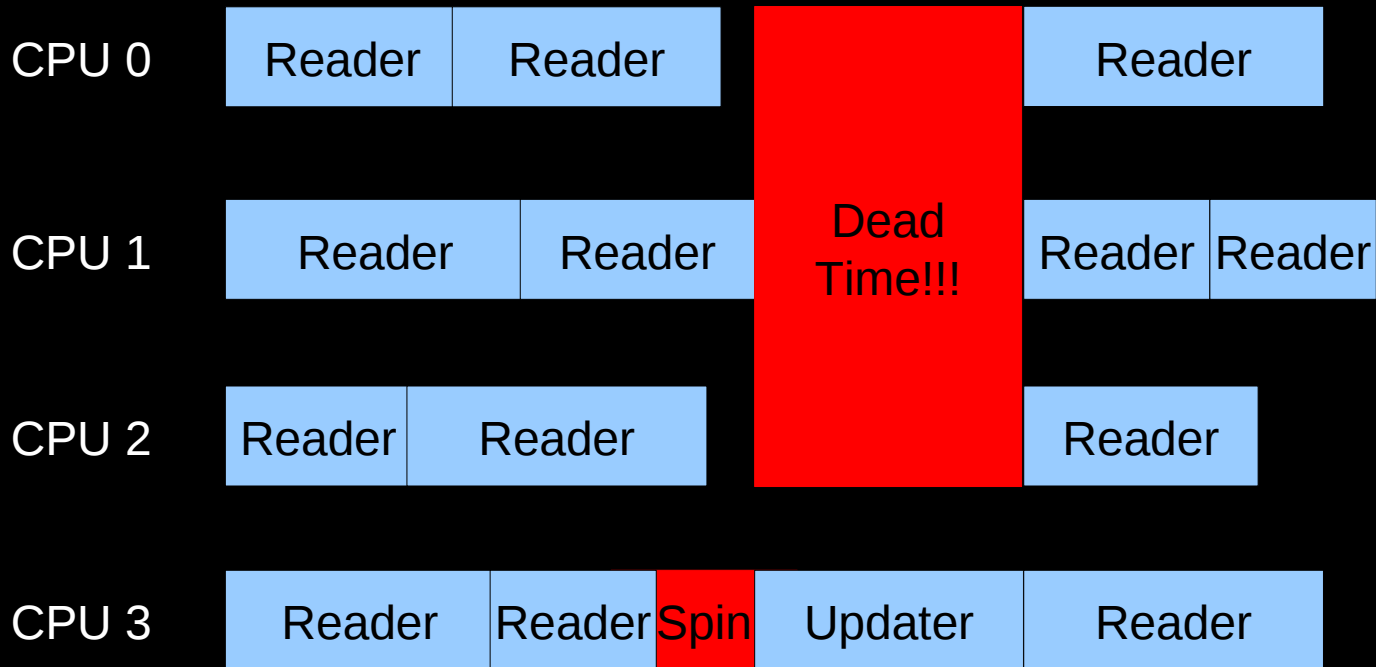 CPU 0 Reader Reader Reader
CPU 1 Reader Reader Dead Time!!! Reader Reader
CPU 2 Reader Reader Reader
CPU 3 Reader Reader Spin Updater Reader